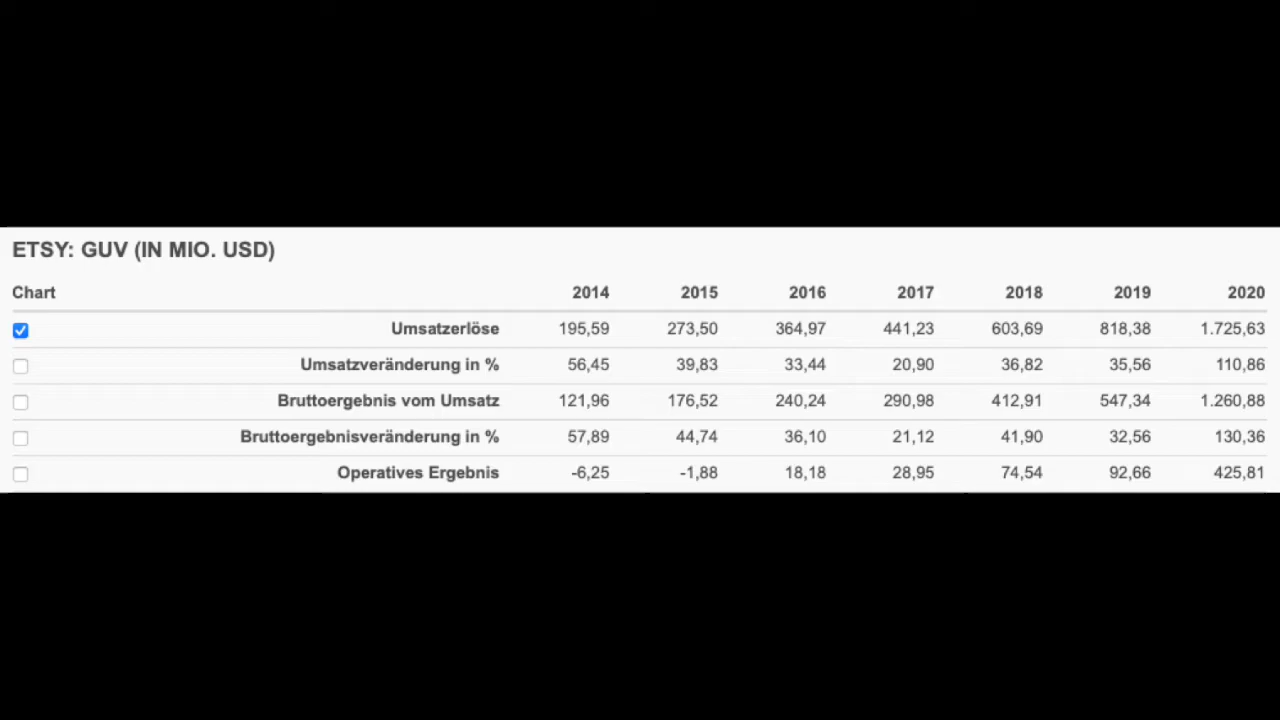 ETSY: GUV (IN MIO. USD)
Chart 2014 2015 2016 2017 2018 2019 2020
Umsatzerlöse 195,59 273,50 364,97 441,23 603,69 818,38 1.725,63
Umsatzveränderung in % 56,45 39,83 33,44 20,90 36,82 35,56 110,86
Bruttoergebnis vom Umsatz 121,96 176,52 240,24 290,98 412,91 547,34 1.260,88
Bruttoergebnisveränderung in % 57,89 44,74 36,10 21,12 41,90 32,56 130,36
Operatives Ergebnis -6,25 -1,88 18,18 28,95 74,54 92,66 425,81